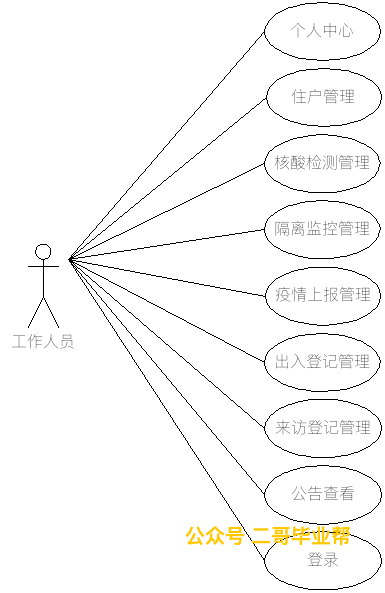 个人中心
住户管理
核酸检测管理
隔离监控管理
疫情上报管理
工作人员
出入登记管理
来访登记管理
公告查看
公众号 二哥毕业帮
登录